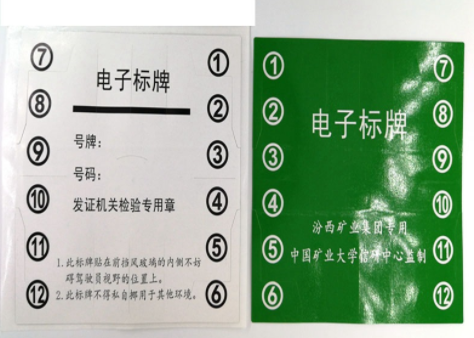 ⑦ ①
电子标牌
⑧ ②
号牌：
⑨ ③
号码：
⑩ ④
发证机关检验专用章
⑪ ⑤
1.此标牌贴在前挡风玻璃的内侧不妨
碍驾驶员视野的位置上。
2.此标牌不得私自挪用于其他环境。
⑫ ⑥
① ⑦
② ⑧
电子标牌
③ ⑨
④ ⑩
汾西矿业集团专用
⑤ ⑪
中国矿业大学信研中心监制
⑥ ⑫